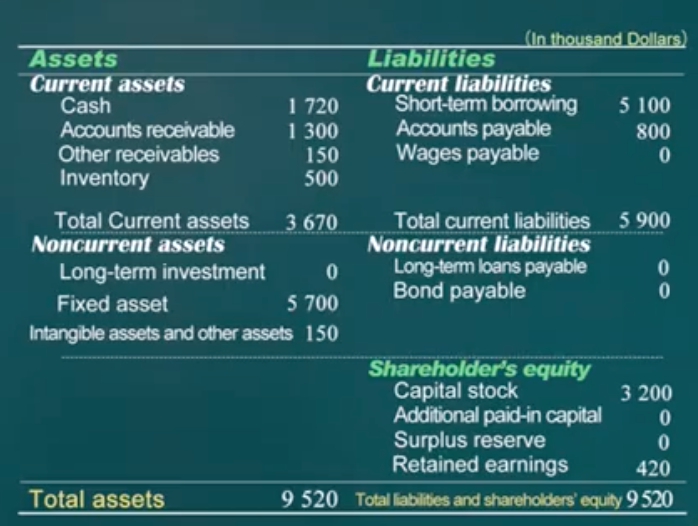 (In thousand Dollars)
Assets Liabilities
Current assets Current liabilities
Cash 1 720 Short-term borrowing 5 100
Accounts receivable 1 300 Accounts payable 800
Other receivables 150 Wages payable 0
Inventory 500
Total Current assets 3 670 Total current liabilities 5 900
Noncurrent assets Noncurrent liabilities
Long-term investment 0 Long-term loans payable 0
Fixed asset 5 700 Bond payable 0
Intangible assets and other assets 150
Shareholder's equity
Capital stock 3 200
Additional paid-in capital 0
Surplus reserve 0
Retained earnings 420
Total assets 9 520 Total liabilities and shareholders' equity 9 520